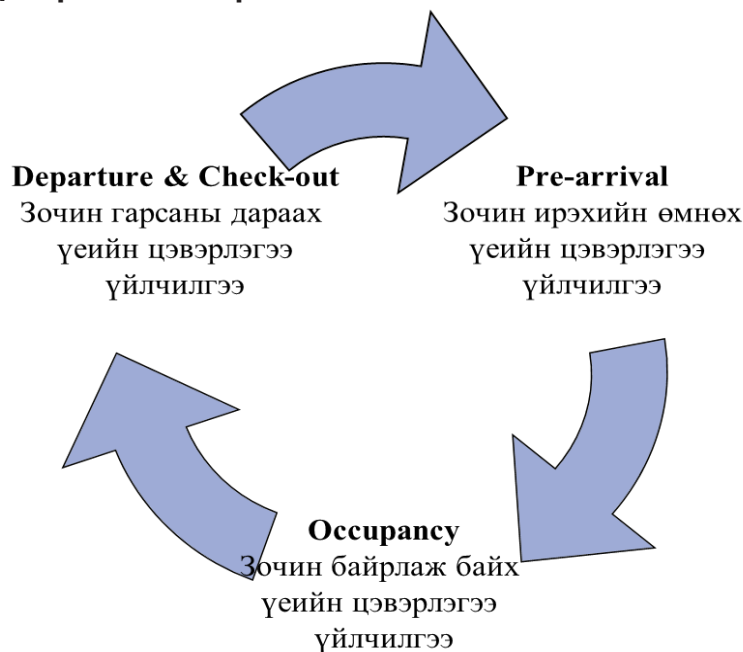 Departure & Check-out
Зочин гарсаны дараах
үеийн цэвэрлэгээ
үйлчилгээ
Pre-arrival
Зочин ирэхийн өмнөх
үеийн цэвэрлэгээ
үйлчилгээ
Occupancy
Зочин байрлаж байх
үеийн цэвэрлэгээ
үйлчилгээ